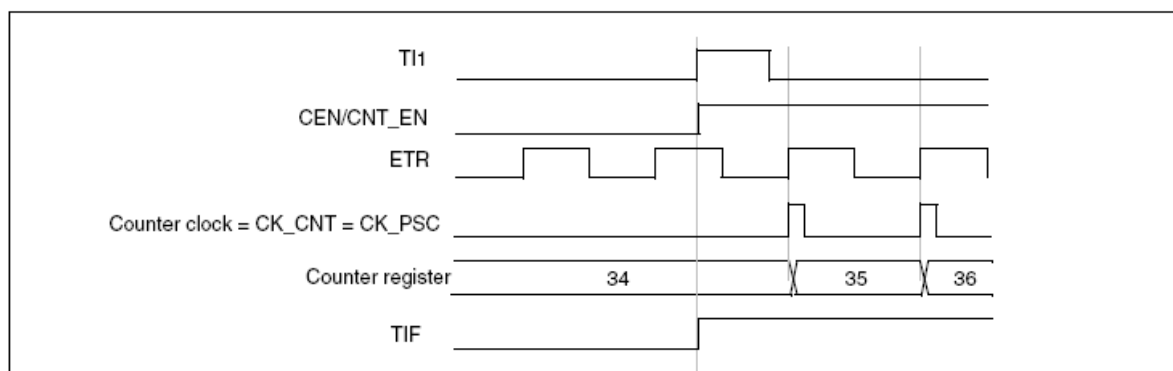 TI1
CEN/CNT_EN
ETR
Counter clock = CK_CNT = CK_PSC
Counter register 34 35 36
TIF